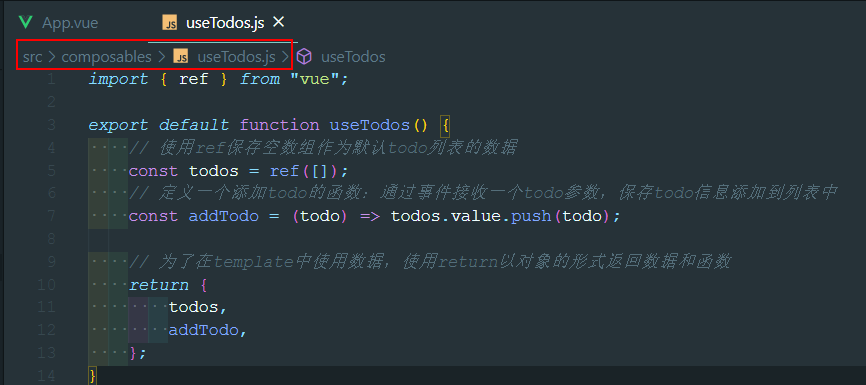 App.vue
useTodos.js
src > composables > JS useTodos.js > useTodos
1 import { ref } from "vue";
2
3 export default function useTodos() {
4 // 使用ref保存空数组作为默认todo列表的数据
5 const todos = ref([]);
6 // 定义一个添加todo的函数：通过事件接收一个todo参数，保存todo信息添加到列表中
7 const addTodo = (todo) => todos.value.push(todo);
8
9 // 为了在template中使用数据，使用return以对象的形式返回数据和函数
10 return {
11 todos,
12 addTodo,
13 };
14 }